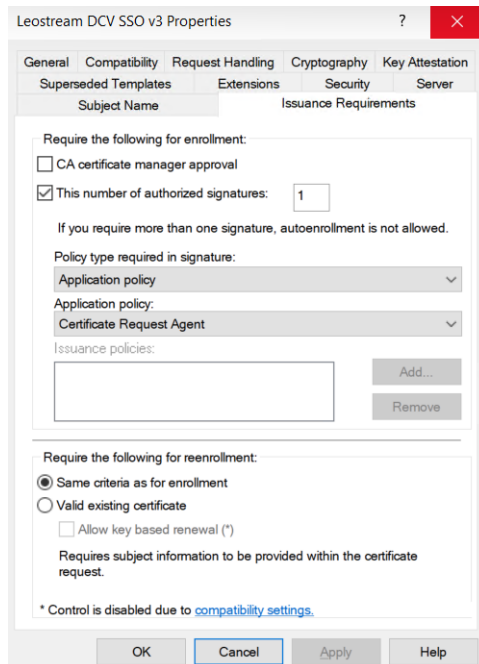 Leostream DCV SSO v3 Properties ? ×
General Compatibility Request Handling Cryptography Key Attestation
Superseded Templates Extensions Security Server
Subject Name Issuance Requirements
Require the following for enrollment:
CA certificate manager approval
This number of authorized signatures: 1
If you require more than one signature, autoenrollment is not allowed.
Policy type required in signature:
Application policy
Application policy:
Certificate Request Agent
Issuance policies:
Add...
Remove
Require the following for reenrollment:
Same criteria as for enrollment
Valid existing certificate
Allow key based renewal (*)
Requires subject information to be provided within the certificate
request.
* Control is disabled due to compatibility settings.
OK Cancel Apply Help